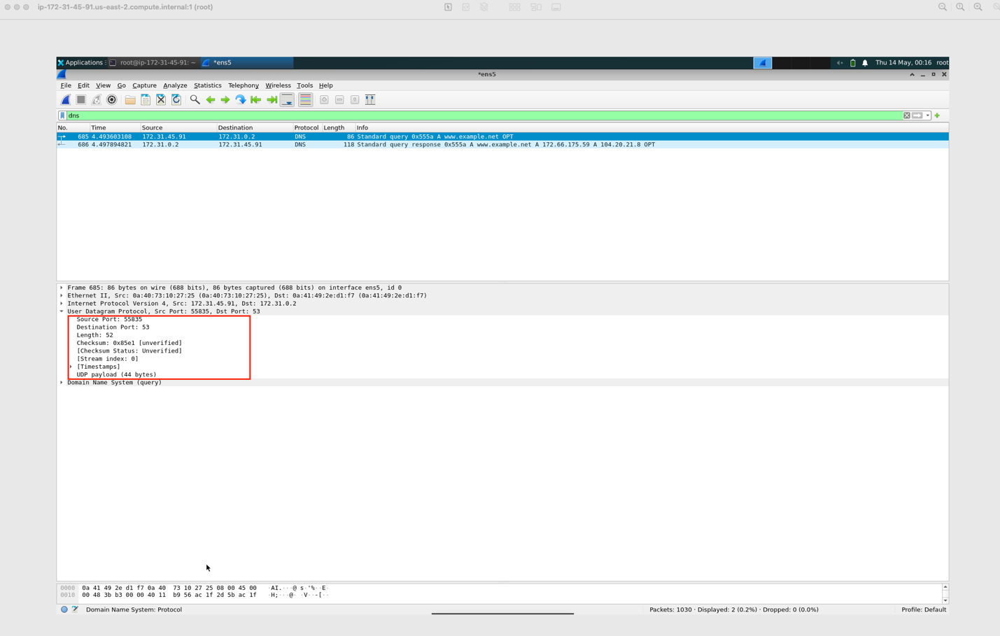 ip-172-31-45-91.us-east-2.compute.internal:1 (root)
Applications : root@ip-172-31-45-91: ~ *ens5 Thu 14 May, 00:16 root
*ens5
File Edit View Go Capture Analyze Statistics Telephony Wireless Tools Help
dns
No. Time Source Destination Protocol Length Info
685 4.493603108 172.31.45.91 172.31.0.2 DNS 86 Standard query 0x555a A www.example.net OPT
686 4.497894821 172.31.0.2 172.31.45.91 DNS 118 Standard query response 0x555a A www.example.net A 172.66.175.59 A 104.20.21.8 OPT
Frame 685: 86 bytes on wire (688 bits), 86 bytes captured (688 bits) on interface ens5, id 0
Ethernet II, Src: 0a:40:73:10:27:25 (0a:40:73:10:27:25), Dst: 0a:41:49:2e:d1:f7 (0a:41:49:2e:d1:f7)
Internet Protocol Version 4, Src: 172.31.45.91, Dst: 172.31.0.2
User Datagram Protocol, Src Port: 55835, Dst Port: 53
Source Port: 55835
Destination Port: 53
Length: 52
Checksum: 0x85e1 [unverified]
[Checksum Status: Unverified]
[Stream index: 0]
[Timestamps]
UDP payload (44 bytes)
Domain Name System (query)
0000 0a 41 49 2e d1 f7 0a 40 73 10 27 25 08 00 45 00 ·AI.···@ s·'%··E·
0010 00 48 3b b3 00 00 40 11 b9 56 ac 1f 2d 5b ac 1f ·H;···@· ·V··-[··
Domain Name System: Protocol Packets: 1030 · Displayed: 2 (0.2%) · Dropped: 0 (0.0%) Profile: Default